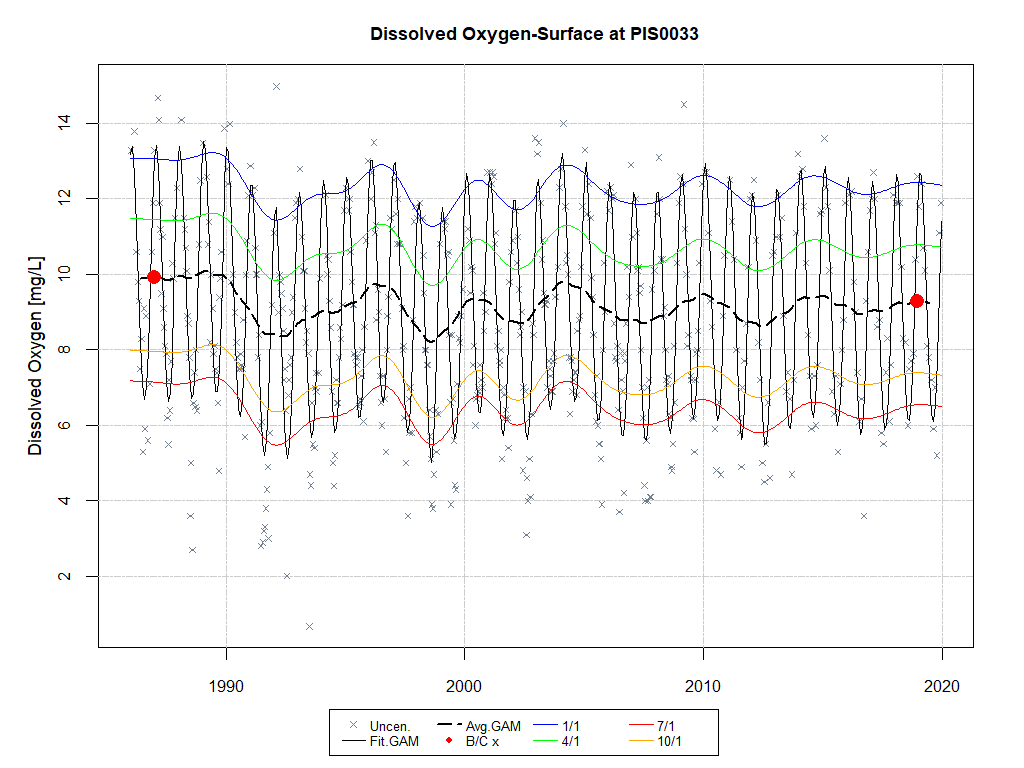 Dissolved Oxygen-Surface at PIS0033
Dissolved Oxygen [mg/L]
14
12
10
8
6
4
2
1990 2000 2010 2020
Uncen. Avg.GAM 1/1 7/1
Fit.GAM B/C x 4/1 10/1